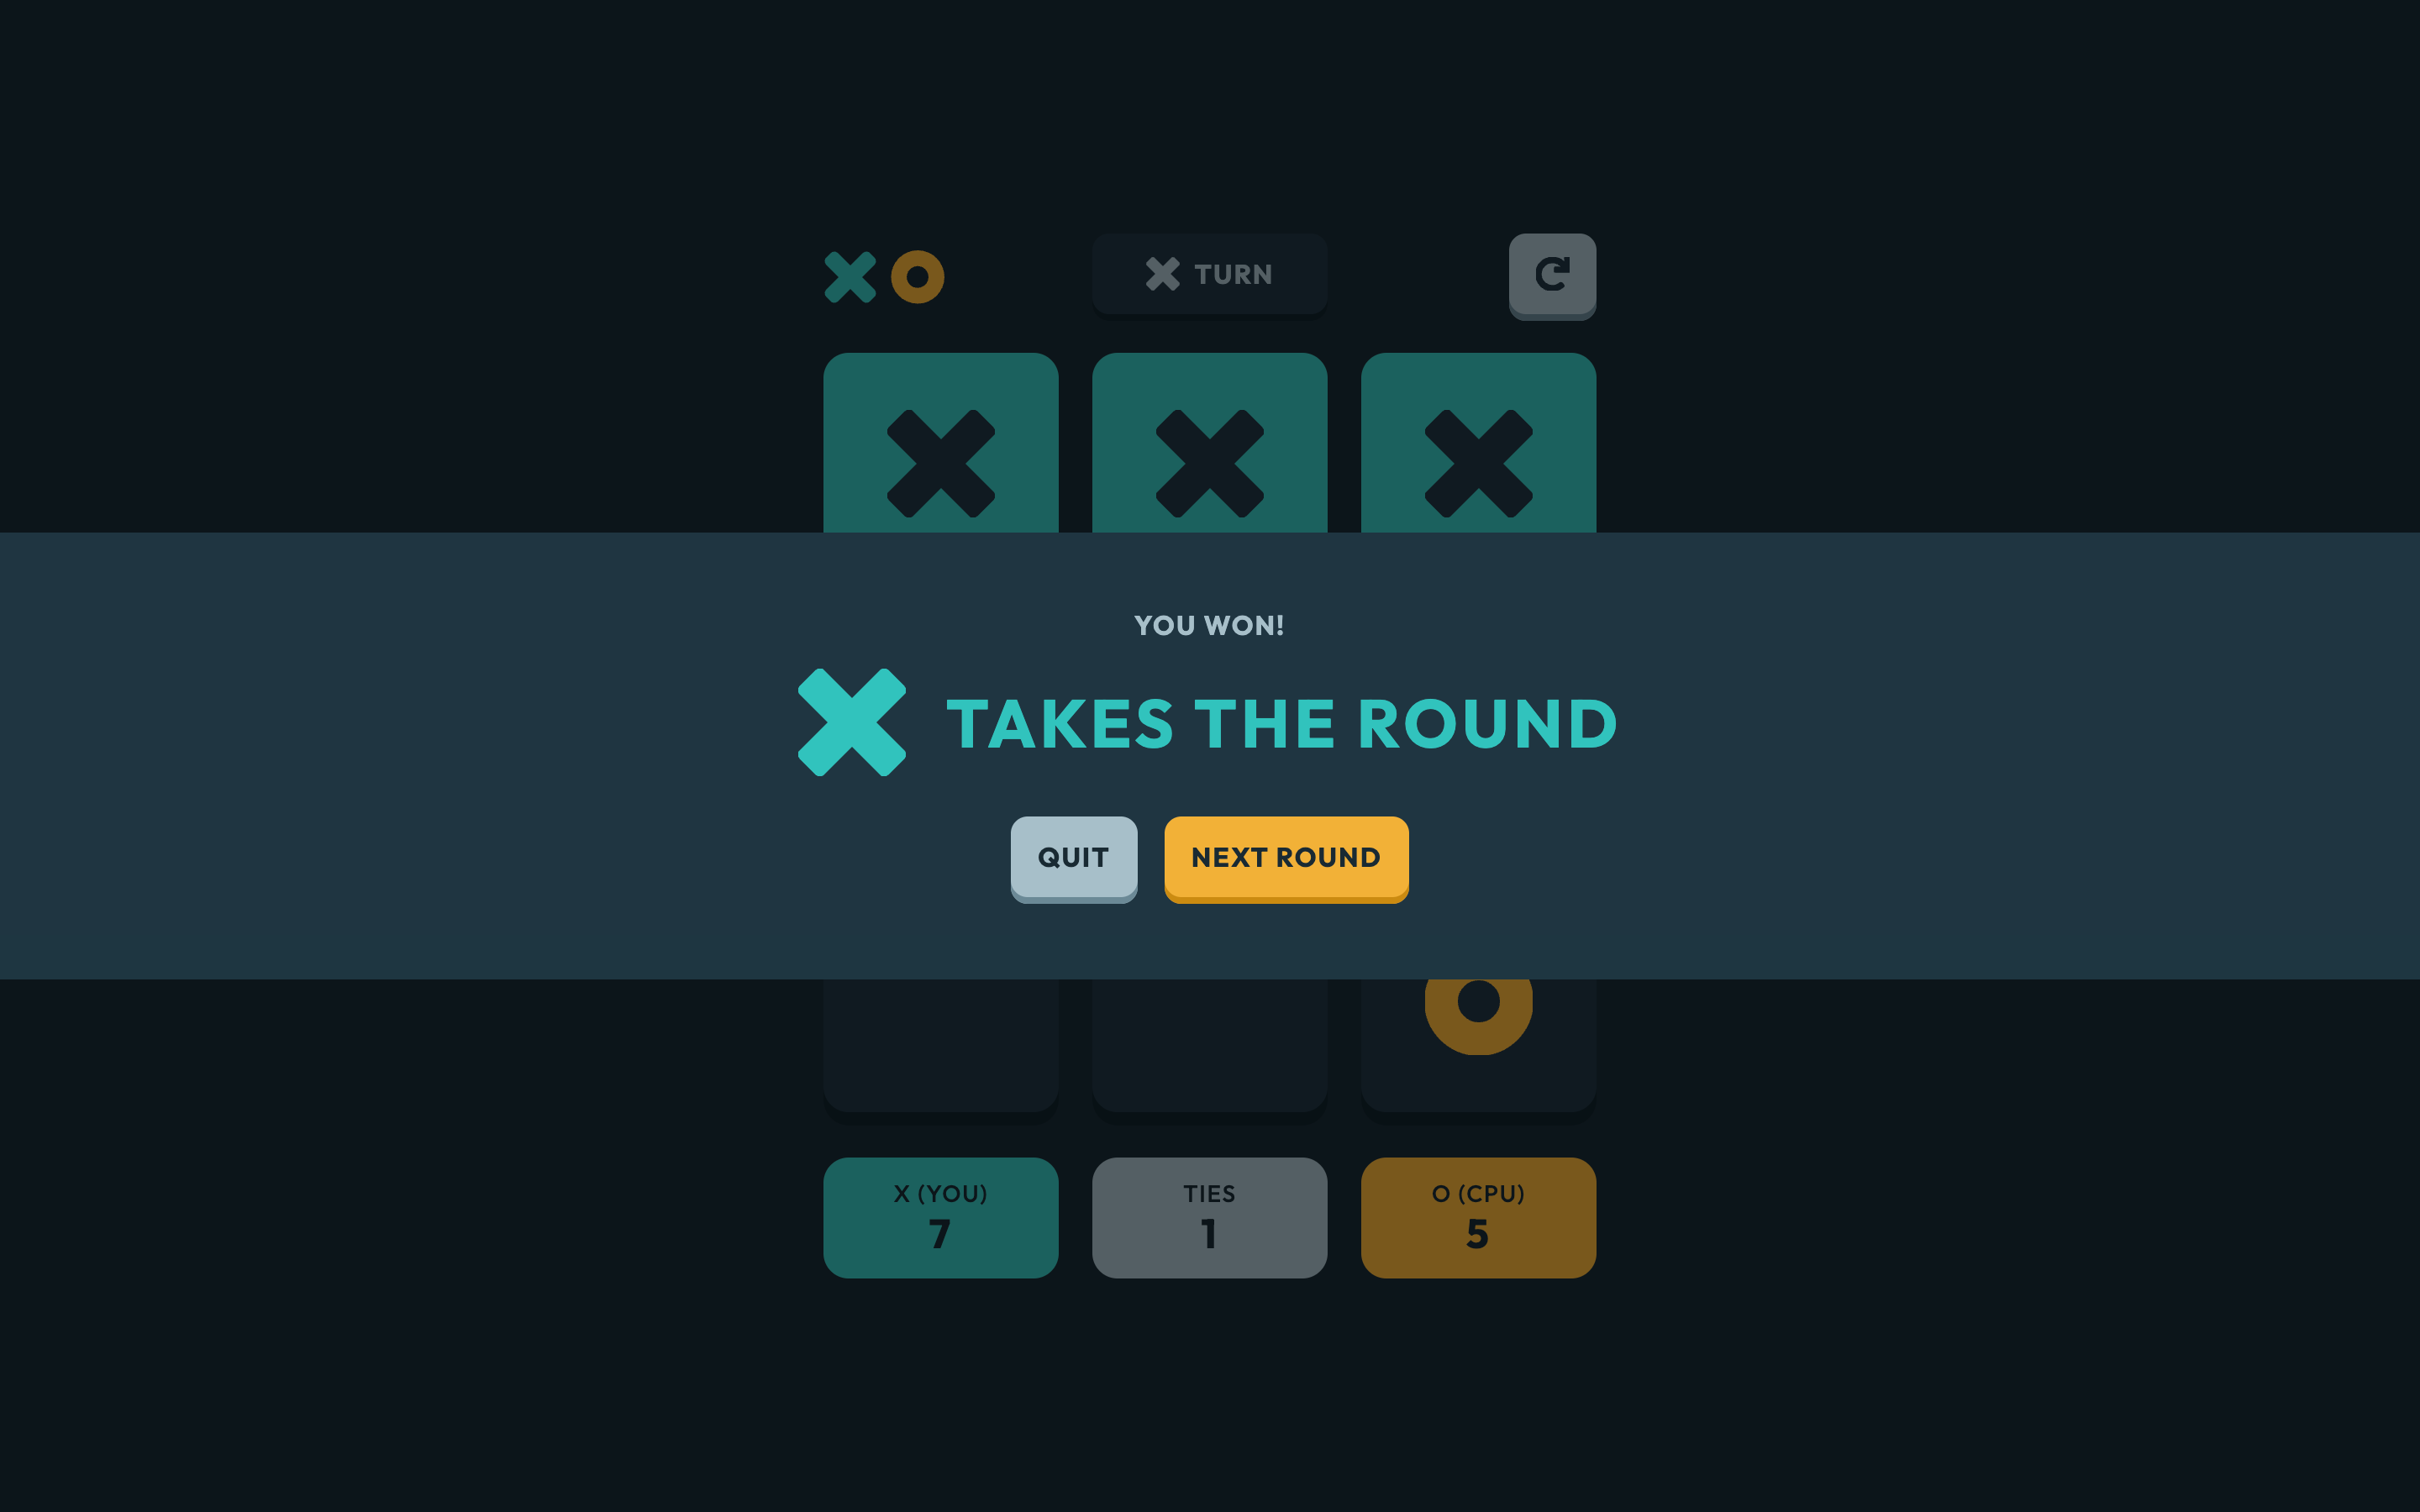 TURN
YOU WON!
TAKES THE ROUND
QUIT
NEXT ROUND
X (YOU)
7
TIES
1
O (CPU)
5